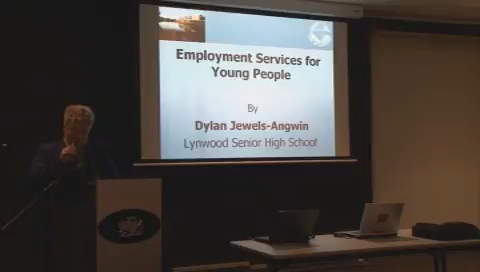 Employment Services for
Young People
By
Dylan Jewels-Angwin
Lynwood Senior High School